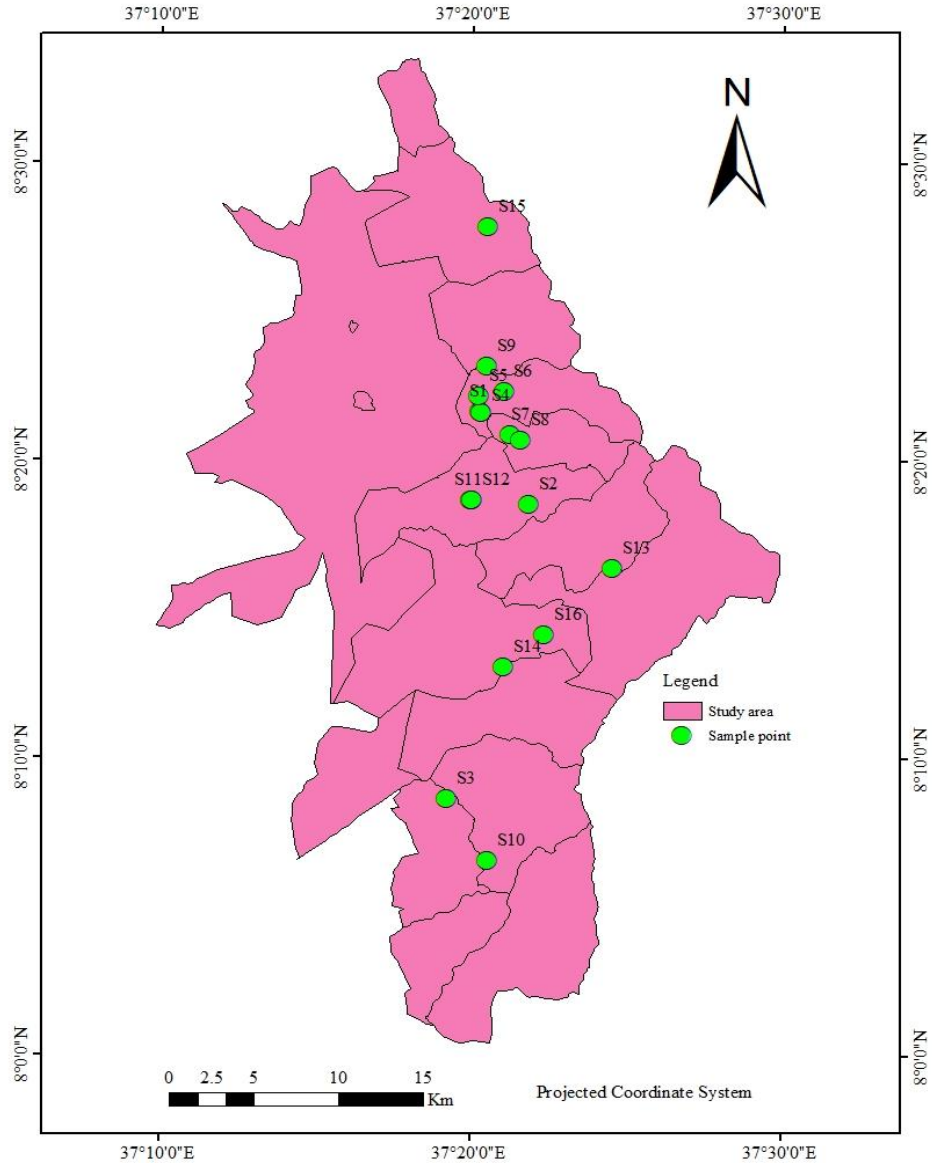 37°10'0"E 37°20'0"E 37°30'0"E
N
8°30'0"N 8°30'0"N
S15
S9
S6
S5
S1 S4
S7
S8
8°20'0"N 8°20'0"N
S11S12 S2
S13
S16
S14
Legend
Study area
Sample point
8°10'0"N 8°10'0"N
S3
S10
8°0'0"N 8°0'0"N
0 2.5 5 10 15
Km
Projected Coordinate System
37°10'0"E 37°20'0"E 37°30'0"E